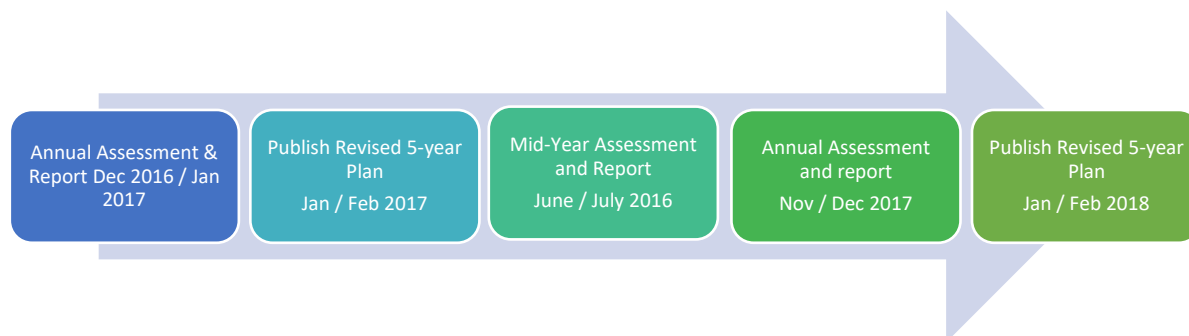 Annual Assessment &
Report Dec 2016 / Jan
2017
Publish Revised 5-year
Plan
Jan / Feb 2017
Mid-Year Assessment
and Report
June / July 2016
Annual Assessment
and report
Nov / Dec 2017
Publish Revised 5-year
Plan
Jan / Feb 2018